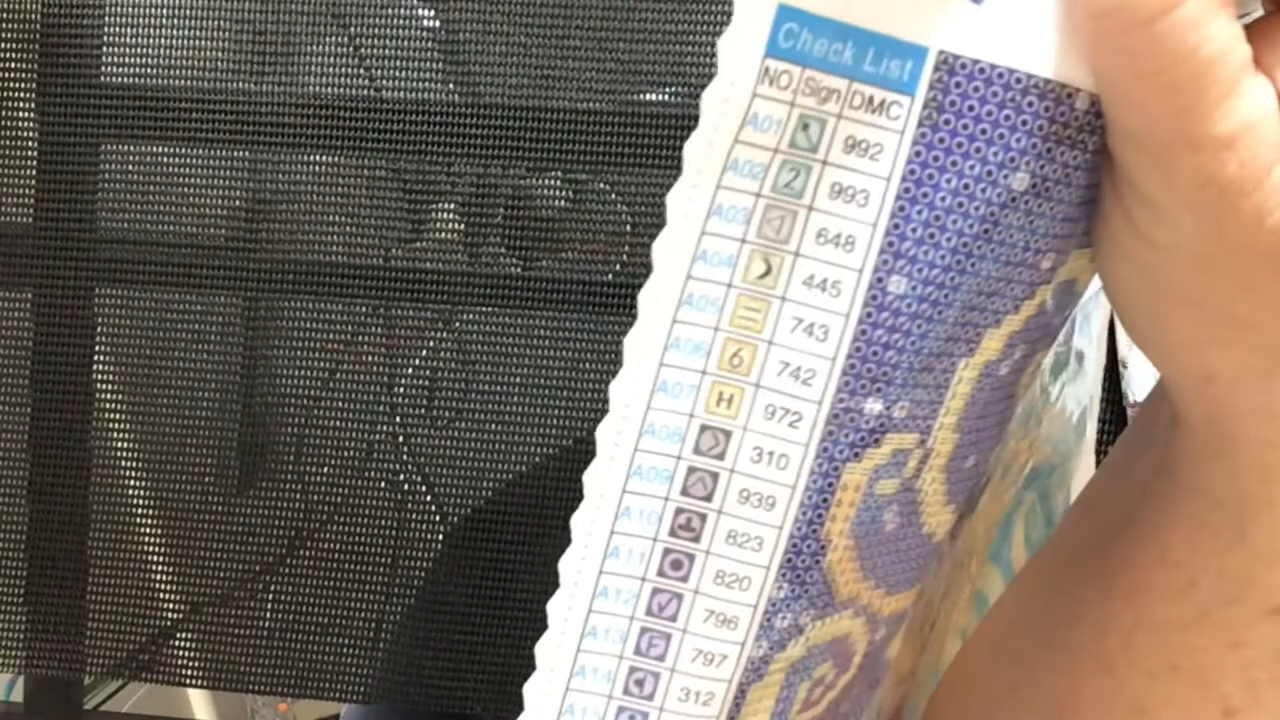 Check List
NO. Sign DMC
A01 992
A02 2 993
A03 648
A04 445
A05 743
A06 6 742
A07 H 972
A08 310
A09 939
A10 823
A11 820
A12 796
A13 F 797
A14 312
A15